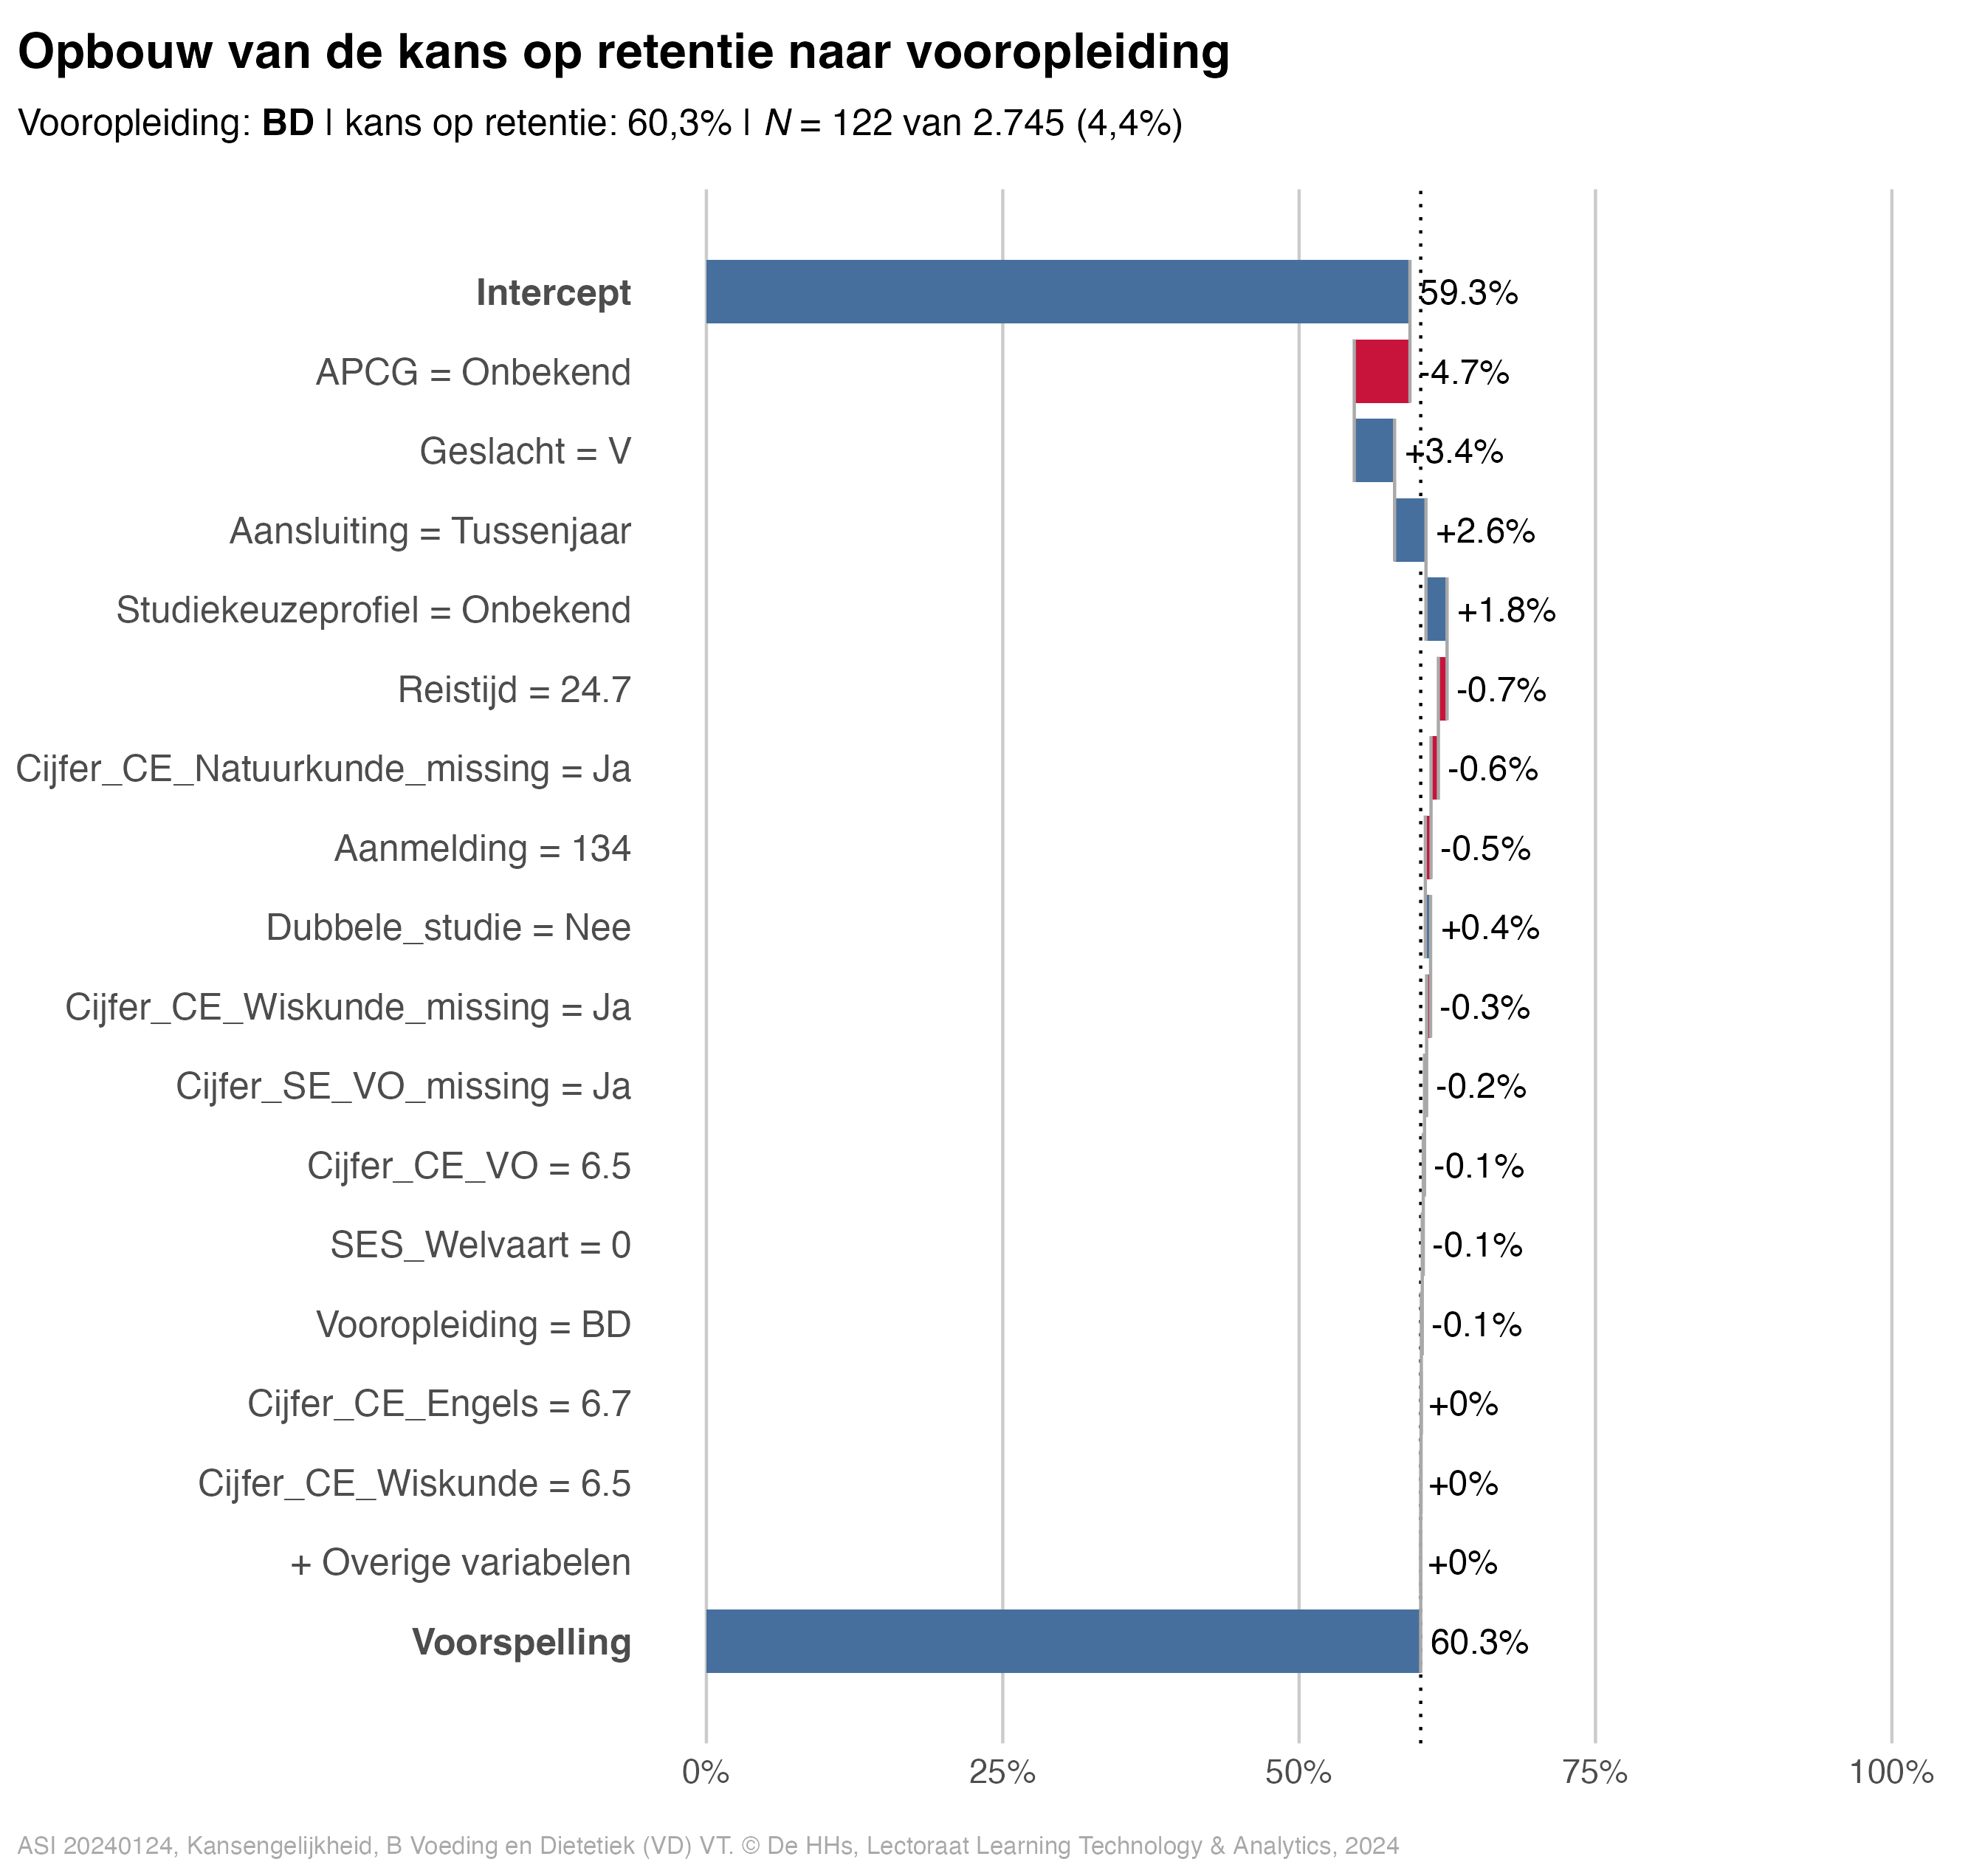 Opbouw van de kans op retentie naar vooropleiding
Vooropleiding: BD | kans op retentie: 60,3% | N = 122 van 2.745 (4,4%)
Intercept 59.3%
APCG = Onbekend -4.7%
Geslacht = V +3.4%
Aansluiting = Tussenjaar +2.6%
Studiekeuzeprofiel = Onbekend +1.8%
Reistijd = 24.7 -0.7%
Cijfer_CE_Natuurkunde_missing = Ja -0.6%
Aanmelding = 134 -0.5%
Dubbele_studie = Nee +0.4%
Cijfer_CE_Wiskunde_missing = Ja -0.3%
Cijfer_SE_VO_missing = Ja -0.2%
Cijfer_CE_VO = 6.5 -0.1%
SES_Welvaart = 0 -0.1%
Vooropleiding = BD -0.1%
Cijfer_CE_Engels = 6.7 +0%
Cijfer_CE_Wiskunde = 6.5 +0%
+ Overige variabelen +0%
Voorspelling 60.3%
0% 25% 50% 75% 100%
ASI 20240124, Kansengelijkheid, B Voeding en Dietetiek (VD) VT. © De HHs, Lectoraat Learning Technology & Analytics, 2024